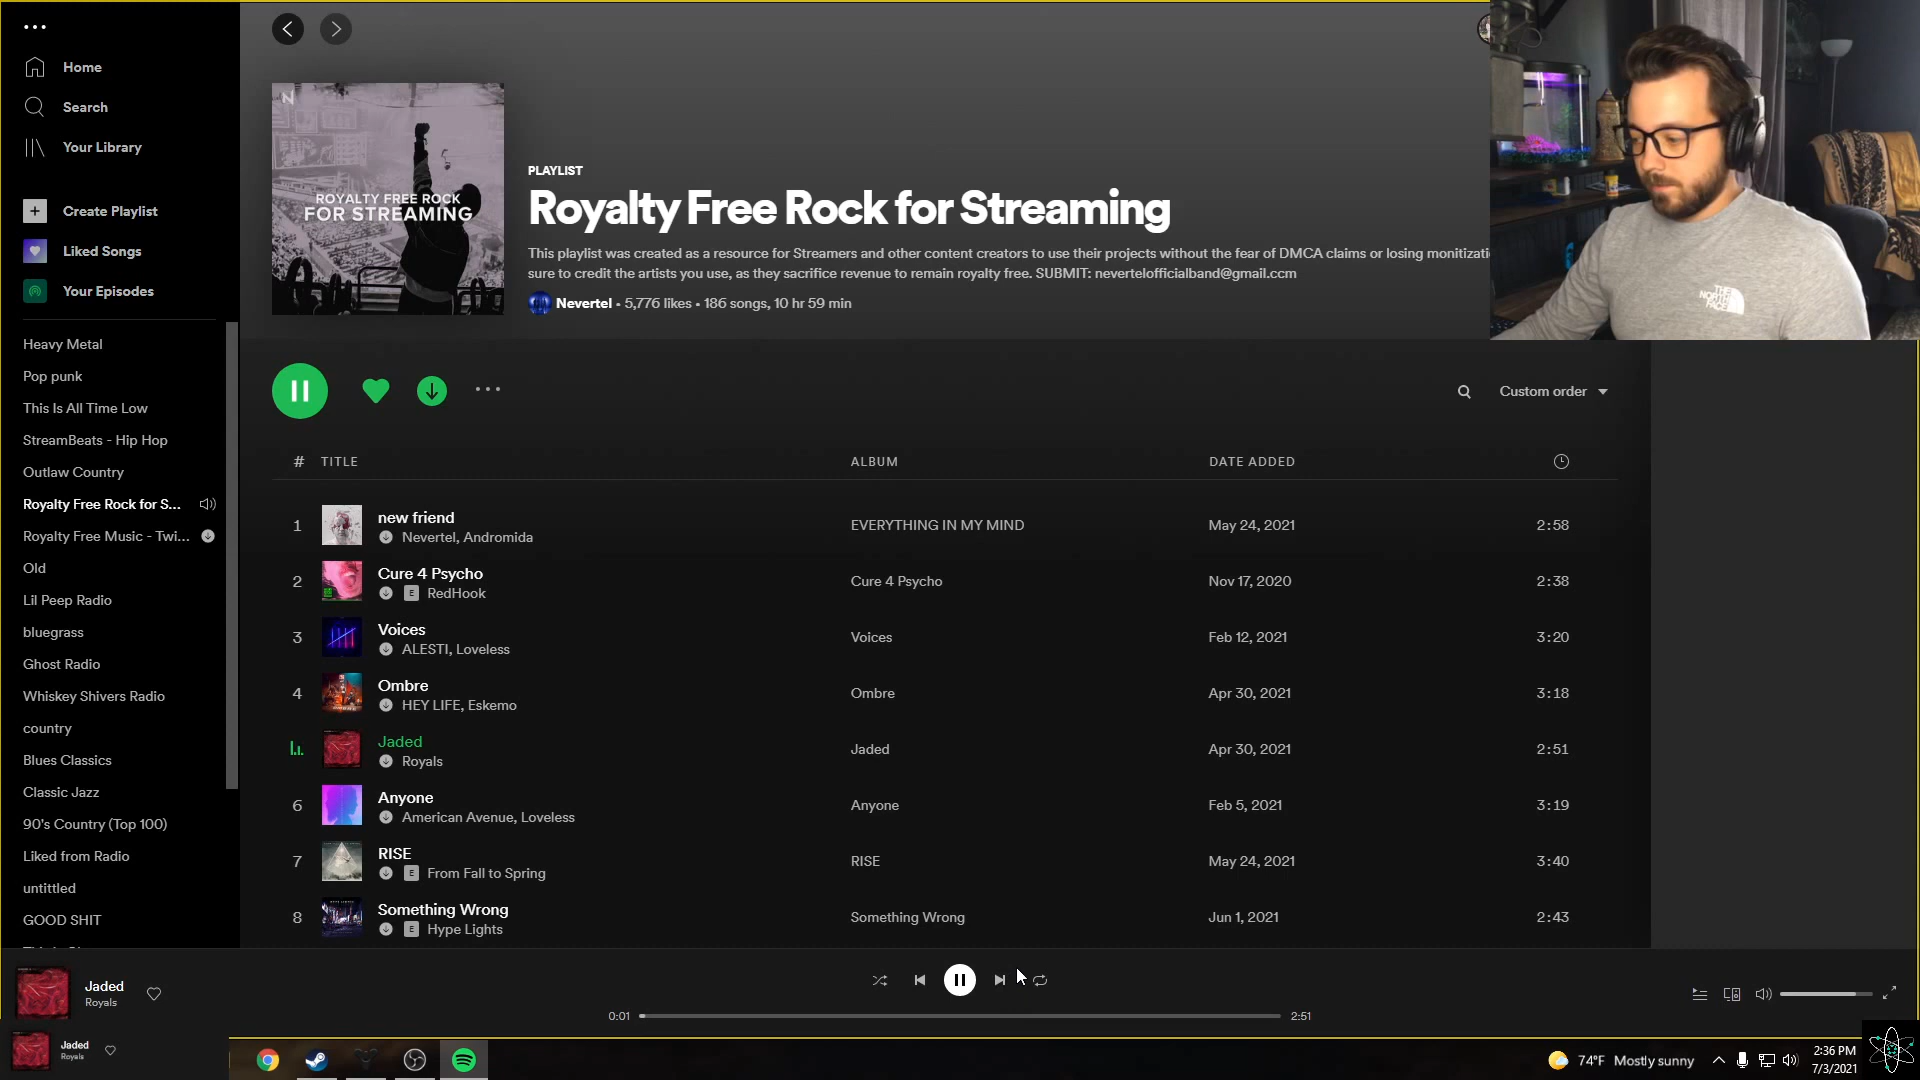 Home
Search
Your Library
Create Playlist
Liked Songs
Your Episodes
Heavy Metal
Pop punk
This Is All Time Low
StreamBeats - Hip Hop
Outlaw Country
Royalty Free Rock for S...
Royalty Free Music - Twi...
Old
Lil Peep Radio
bluegrass
Ghost Radio
Whiskey Shivers Radio
country
Blues Classics
Classic Jazz
90's Country (Top 100)
Liked from Radio
untittled
GOOD SHIT
N
ROYALTY FREE ROCK
FOR STREAMING
PLAYLIST
Royalty Free Rock for Streaming
This playlist was created as a resource for Streamers and other content creators to use their projects without the fear of DMCA claims or losing monitizati
sure to credit the artists you use, as they sacrifice revenue to remain royalty free. SUBMIT: nevertelofficialband@gmail.ccm
Nevertel • 5,776 likes • 186 songs, 10 hr 59 min
THE
NORTH
FACE
Custom order
# TITLE ALBUM DATE ADDED
1 new friend EVERYTHING IN MY MIND May 24, 2021 2:58
Nevertel, Andromida
2 Cure 4 Psycho Cure 4 Psycho Nov 17, 2020 2:38
E RedHook
3 Voices Voices Feb 12, 2021 3:20
ALESTI, Loveless
4 Ombre Ombre Apr 30, 2021 3:18
HEY LIFE, Eskemo
Jaded Jaded Apr 30, 2021 2:51
Royals
6 Anyone Anyone Feb 5, 2021 3:19
American Avenue, Loveless
7 RISE RISE May 24, 2021 3:40
E From Fall to Spring
8 Something Wrong Something Wrong Jun 1, 2021 2:43
E Hype Lights
Jaded
Royals
0:01 2:51
Jaded
Royals
74°F Mostly sunny
2:36 PM
7/3/2021